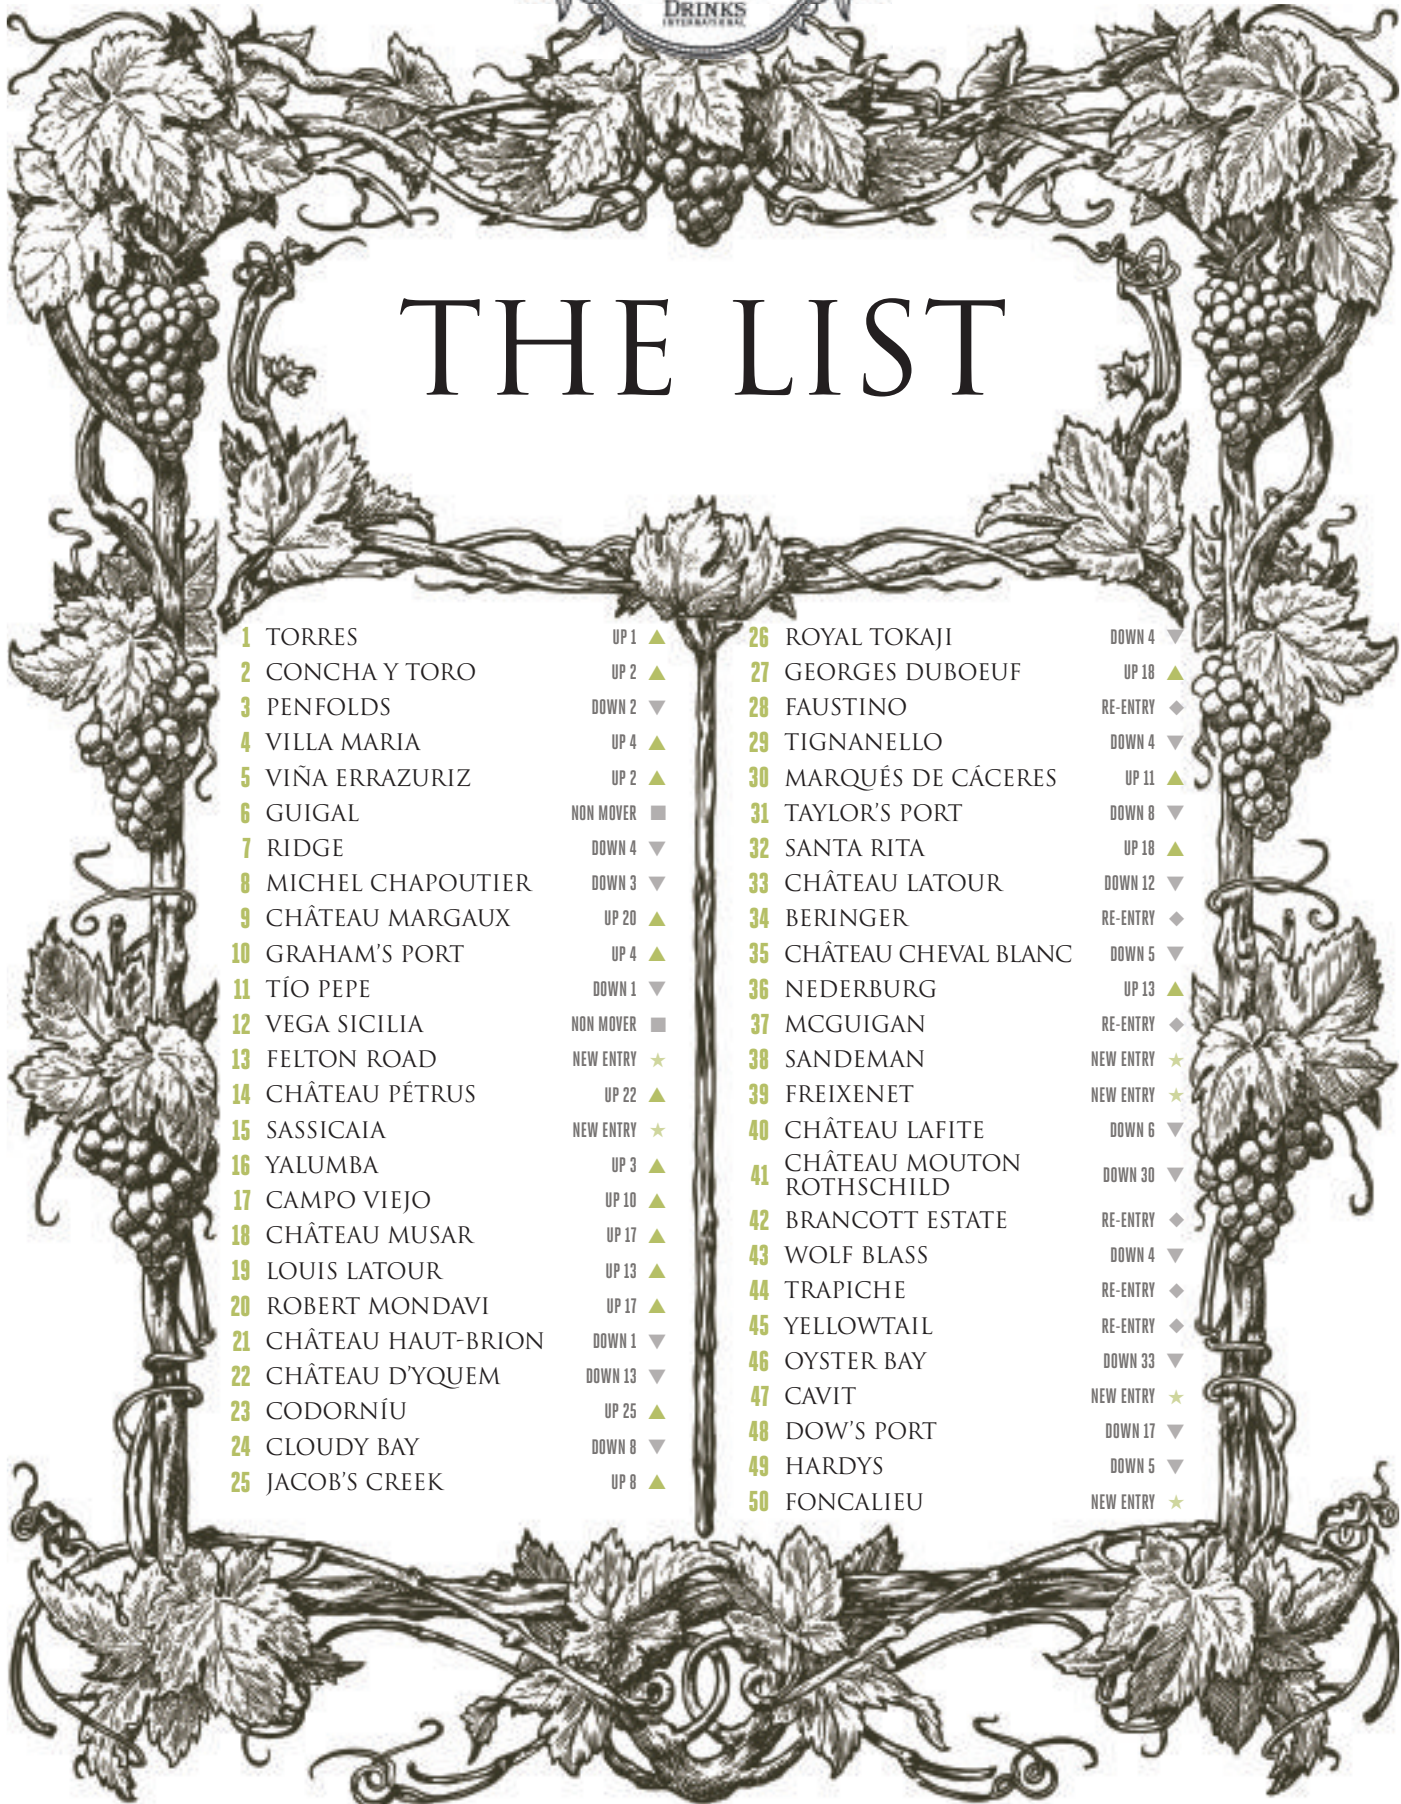 DRINKS
INTERNATIONAL
THE LIST
1 TORRES UP 1
2 CONCHA Y TORO UP 2
3 PENFOLDS DOWN 2
4 VILLA MARIA UP 4
5 VIÑA ERRAZURIZ UP 2
6 GUIGAL NON MOVER
7 RIDGE DOWN 4
8 MICHEL CHAPOUTIER DOWN 3
9 CHÂTEAU MARGAUX UP 20
10 GRAHAM'S PORT UP 4
11 TÍO PEPE DOWN 1
12 VEGA SICILIA NON MOVER
13 FELTON ROAD NEW ENTRY
14 CHÂTEAU PÉTRUS UP 22
15 SASSICAIA NEW ENTRY
16 YALUMBA UP 3
17 CAMPO VIEJO UP 10
18 CHÂTEAU MUSAR UP 17
19 LOUIS LATOUR UP 13
20 ROBERT MONDAVI UP 17
21 CHÂTEAU HAUT-BRION DOWN 1
22 CHÂTEAU D'YQUEM DOWN 13
23 CODORNÍU UP 25
24 CLOUDY BAY DOWN 8
25 JACOB'S CREEK UP 8
26 ROYAL TOKAJI DOWN 4
27 GEORGES DUBOEUF UP 18
28 FAUSTINO RE-ENTRY
29 TIGNANELLO DOWN 4
30 MARQUÉS DE CÁCERES UP 11
31 TAYLOR'S PORT DOWN 8
32 SANTA RITA UP 18
33 CHÂTEAU LATOUR DOWN 12
34 BERINGER RE-ENTRY
35 CHÂTEAU CHEVAL BLANC DOWN 5
36 NEDERBURG UP 13
37 MCGUIGAN RE-ENTRY
38 SANDEMAN NEW ENTRY
39 FREIXENET NEW ENTRY
40 CHÂTEAU LAFITE DOWN 6
41 CHÂTEAU MOUTON
ROTHSCHILD DOWN 30
42 BRANCOTT ESTATE RE-ENTRY
43 WOLF BLASS DOWN 4
44 TRAPICHE RE-ENTRY
45 YELLOWTAIL RE-ENTRY
46 OYSTER BAY DOWN 33
47 CAVIT NEW ENTRY
48 DOW'S PORT DOWN 17
49 HARDYS DOWN 5
50 FONCALIEU NEW ENTRY